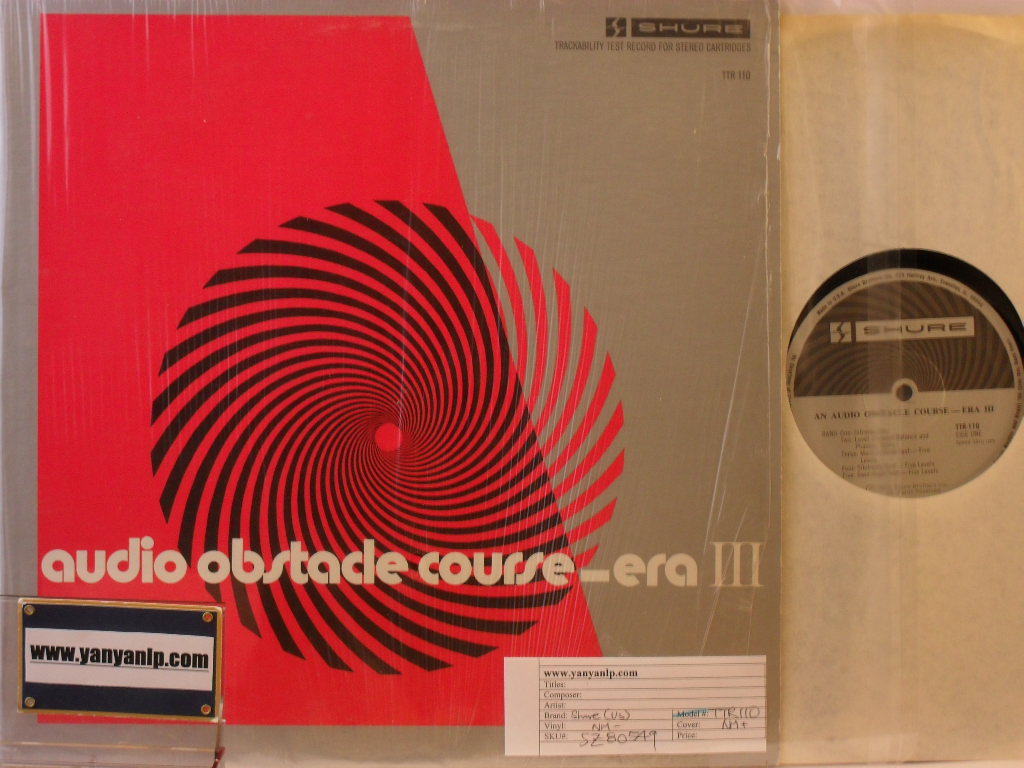 SHURE
TRACKABILITY TEST RECORD FOR STEREO CARTRIDGES
TTR 110
audio obstacle course–era III
www.yanyanlp.com
www.yanyanlp.com
Titles:
Composer:
Artist:
Brand: Shure (US) Model #: TTR110
Vinyl: NM- Cover: NM+
SKU#: SZ80549 Price:
SHURE
AN AUDIO OBSTACLE COURSE — ERA III
TTR-110
SIDE ONE